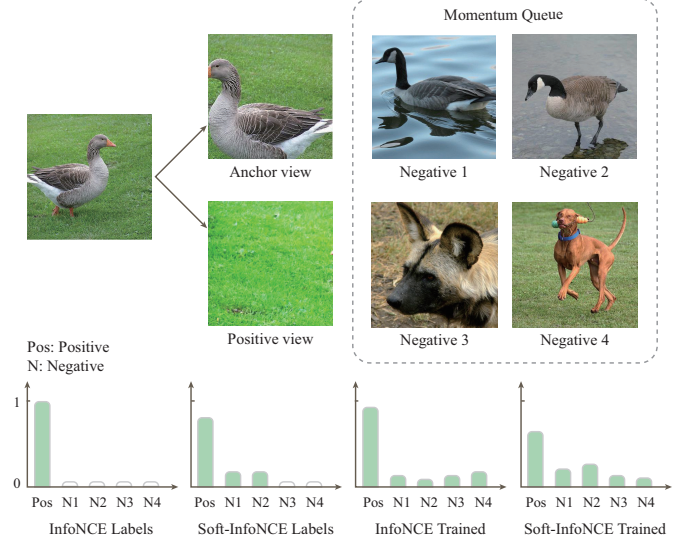 Momentum Queue
Anchor view
Negative 1
Negative 2
Positive view
Negative 3
Negative 4
Pos: Positive
N: Negative
1
0
Pos N1 N2 N3 N4
InfoNCE Labels
Pos N1 N2 N3 N4
Soft-InfoNCE Labels
Pos N1 N2 N3 N4
InfoNCE Trained
Pos N1 N2 N3 N4
Soft-InfoNCE Trained